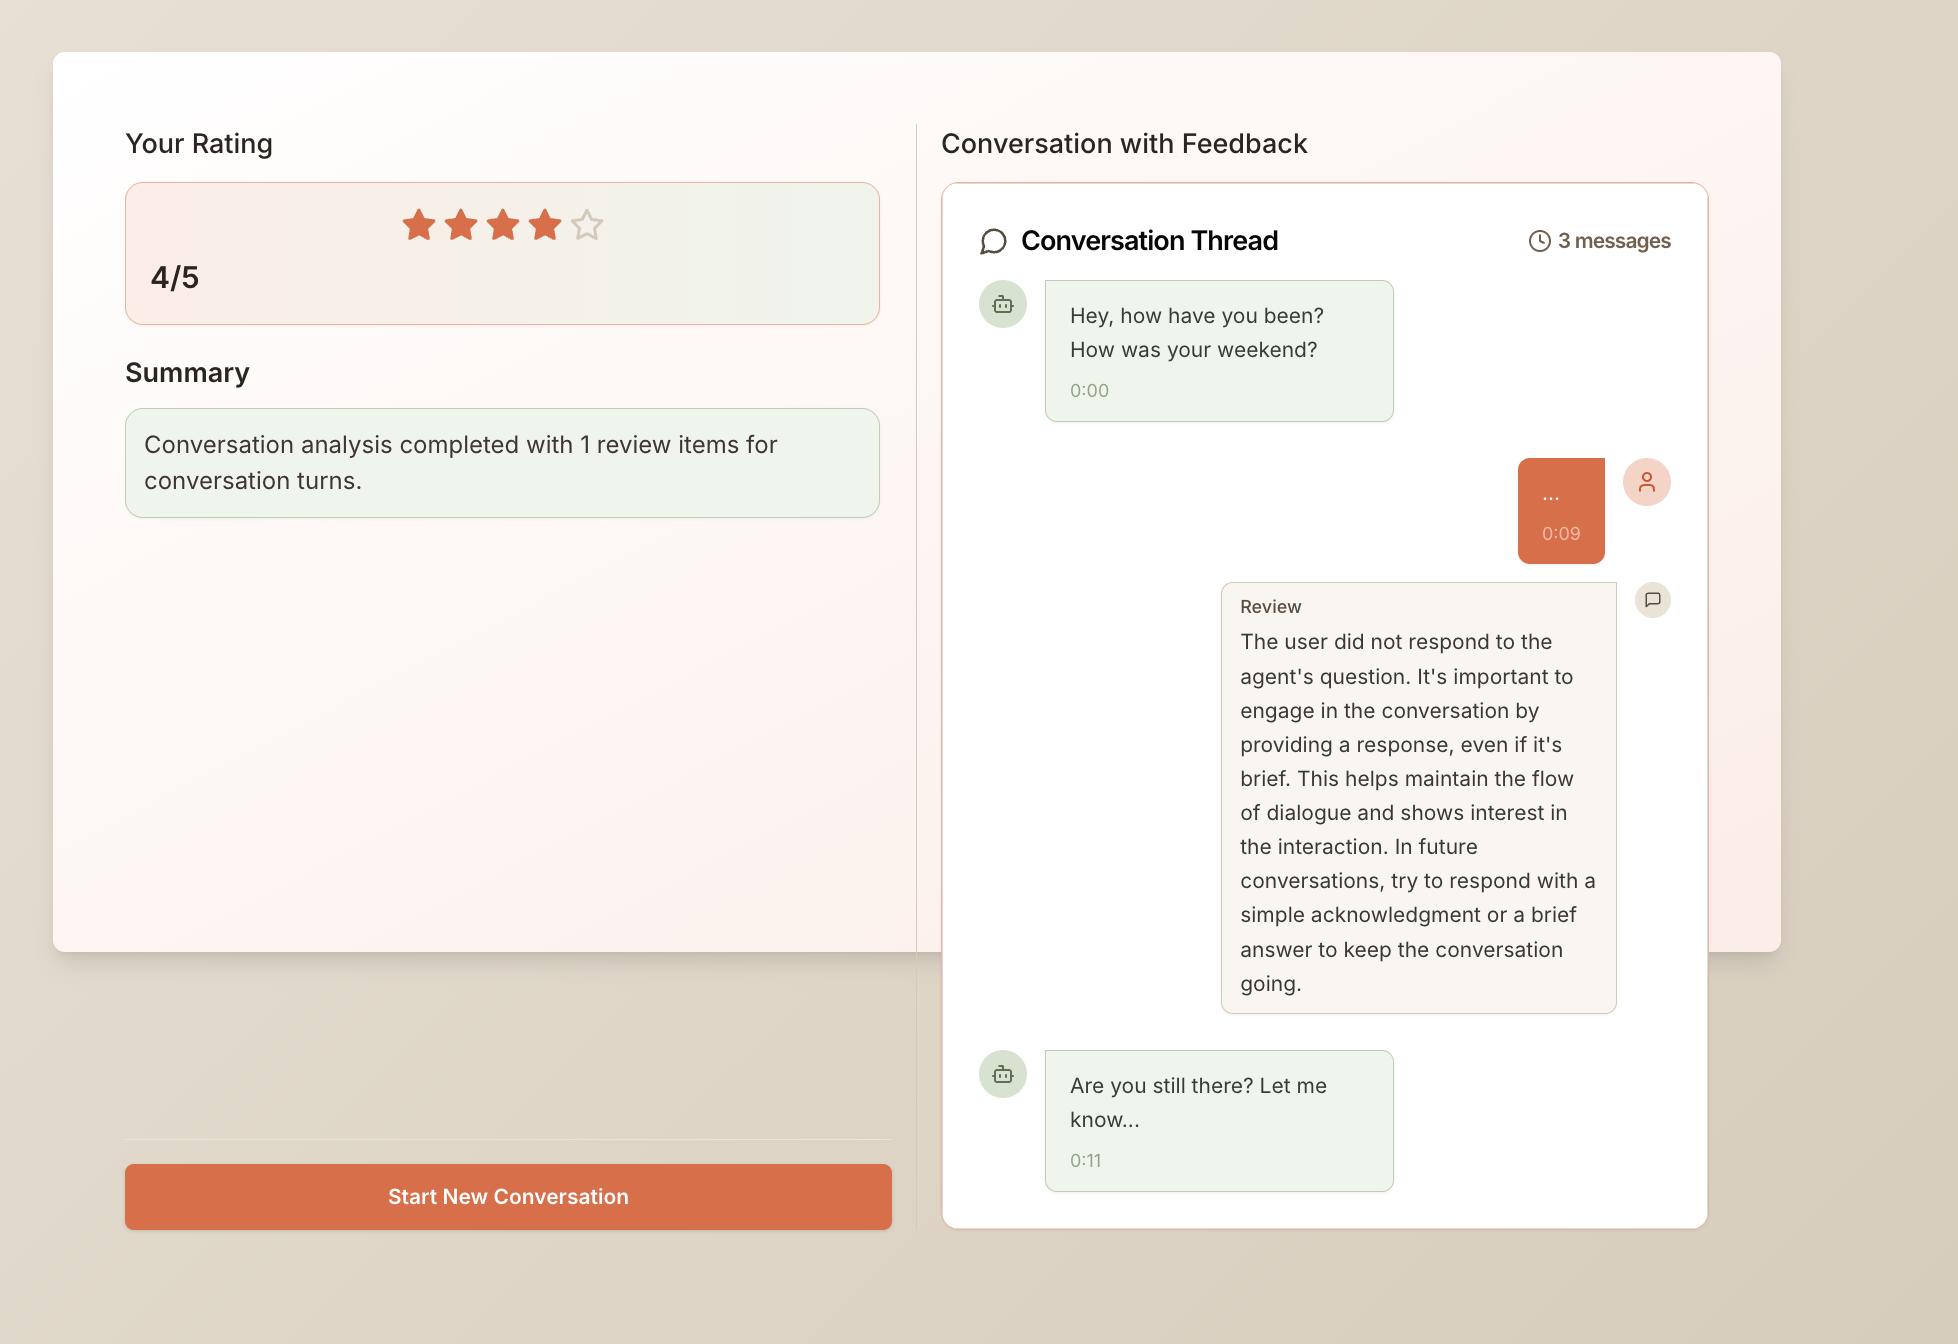 Your Rating
4/5
Summary
Conversation analysis completed with 1 review items for
conversation turns.
Start New Conversation
Conversation with Feedback
Conversation Thread
3 messages
Hey, how have you been?
How was your weekend?
0:00
...
0:09
Review
The user did not respond to the
agent's question. It's important to
engage in the conversation by
providing a response, even if it's
brief. This helps maintain the flow
of dialogue and shows interest in
the interaction. In future
conversations, try to respond with a
simple acknowledgment or a brief
answer to keep the conversation
going.
Are you still there? Let me
know...
0:11